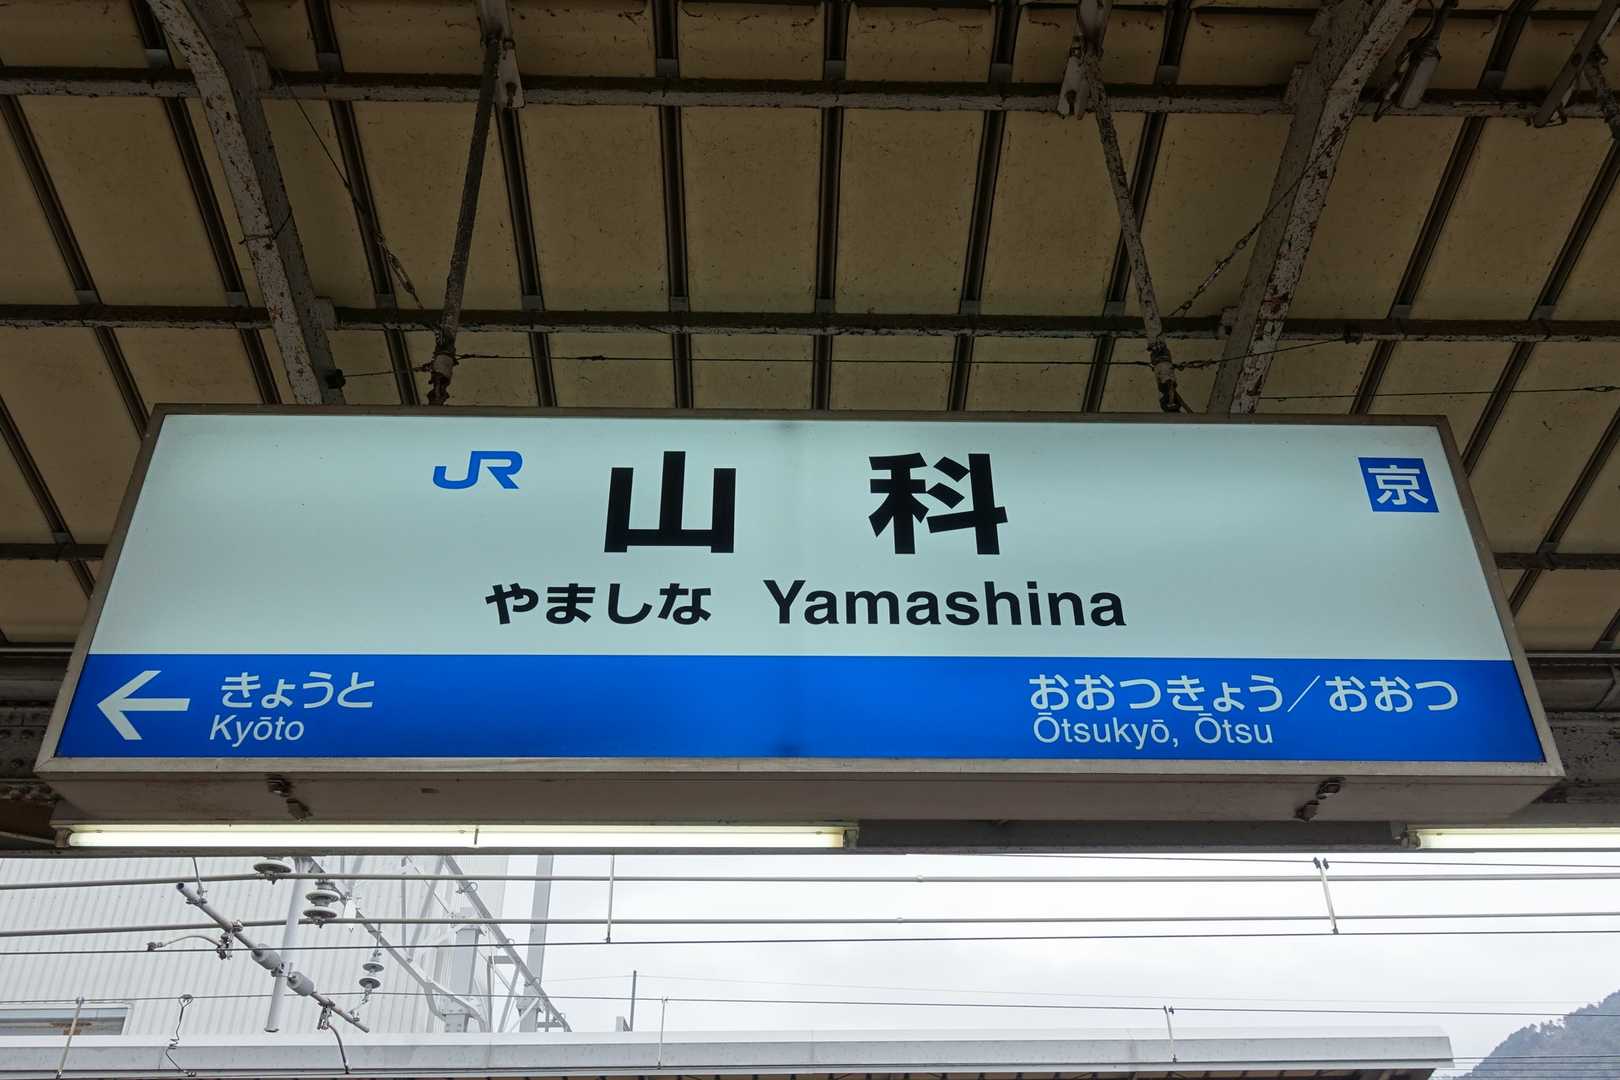 JR 山科 京
やましな Yamashina
← きょうと おおつきょう／おおつ
Kyōto Ōtsukyō, Ōtsu